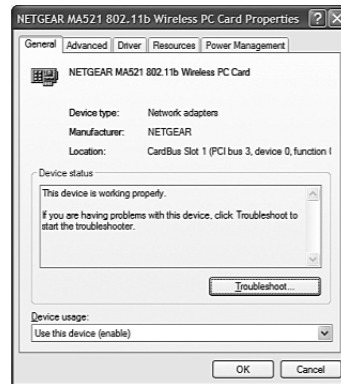 NETGEAR MA521 802.11b Wireless PC Card Properties
General Advanced Driver Resources Power Management
NETGEAR MA521 802.11b Wireless PC Card
Device type: Network adapters
Manufacturer: NETGEAR
Location: CardBus Slot 1 (PCI bus 3, device 0, function (
Device status
This device is working properly.
If you are having problems with this device, click Troubleshoot to
start the troubleshooter.
Troubleshoot...
Device usage:
Use this device (enable)
OK Cancel